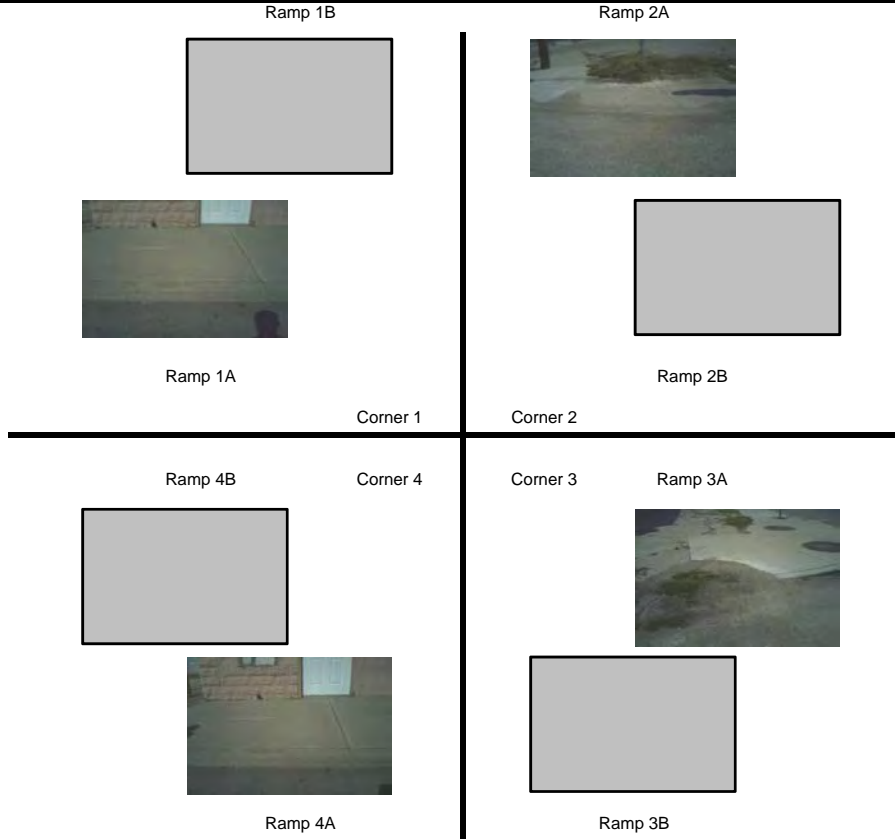 Ramp 1B
Ramp 2A
Ramp 1A
Ramp 2B
Corner 1
Corner 2
Ramp 4B
Corner 4
Corner 3
Ramp 3A
Ramp 4A
Ramp 3B